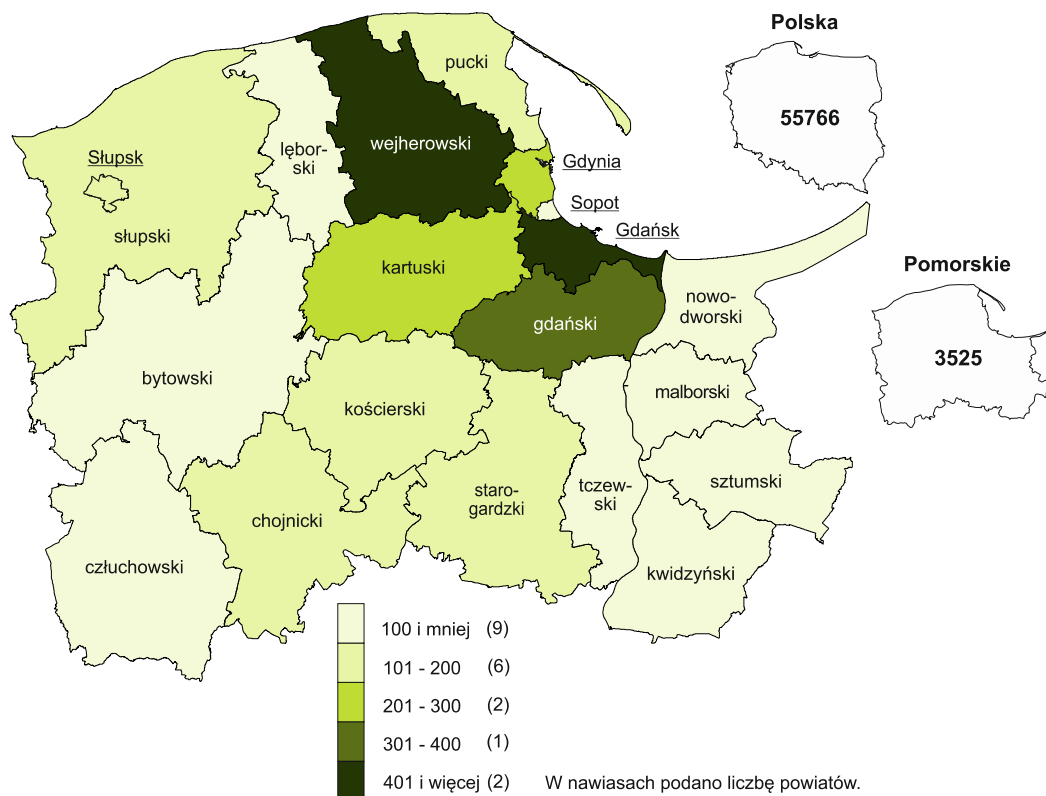 Polska
55766
pucki
wejherowski
lębor-
ski
Słupsk
Gdynia
Sopot
Gdańsk
słupski
kartuski
Pomorskie
3525
nowo-
dworski
gdański
bytowski
kościerski
malborski
staro-
gardzki
tczew-
ski
sztumski
chojnicki
człuchowski
kwidzyński
100 i mniej (9)
101 - 200 (6)
201 - 300 (2)
301 - 400 (1)
401 i więcej (2)
W nawiasach podano liczbę powiatów.